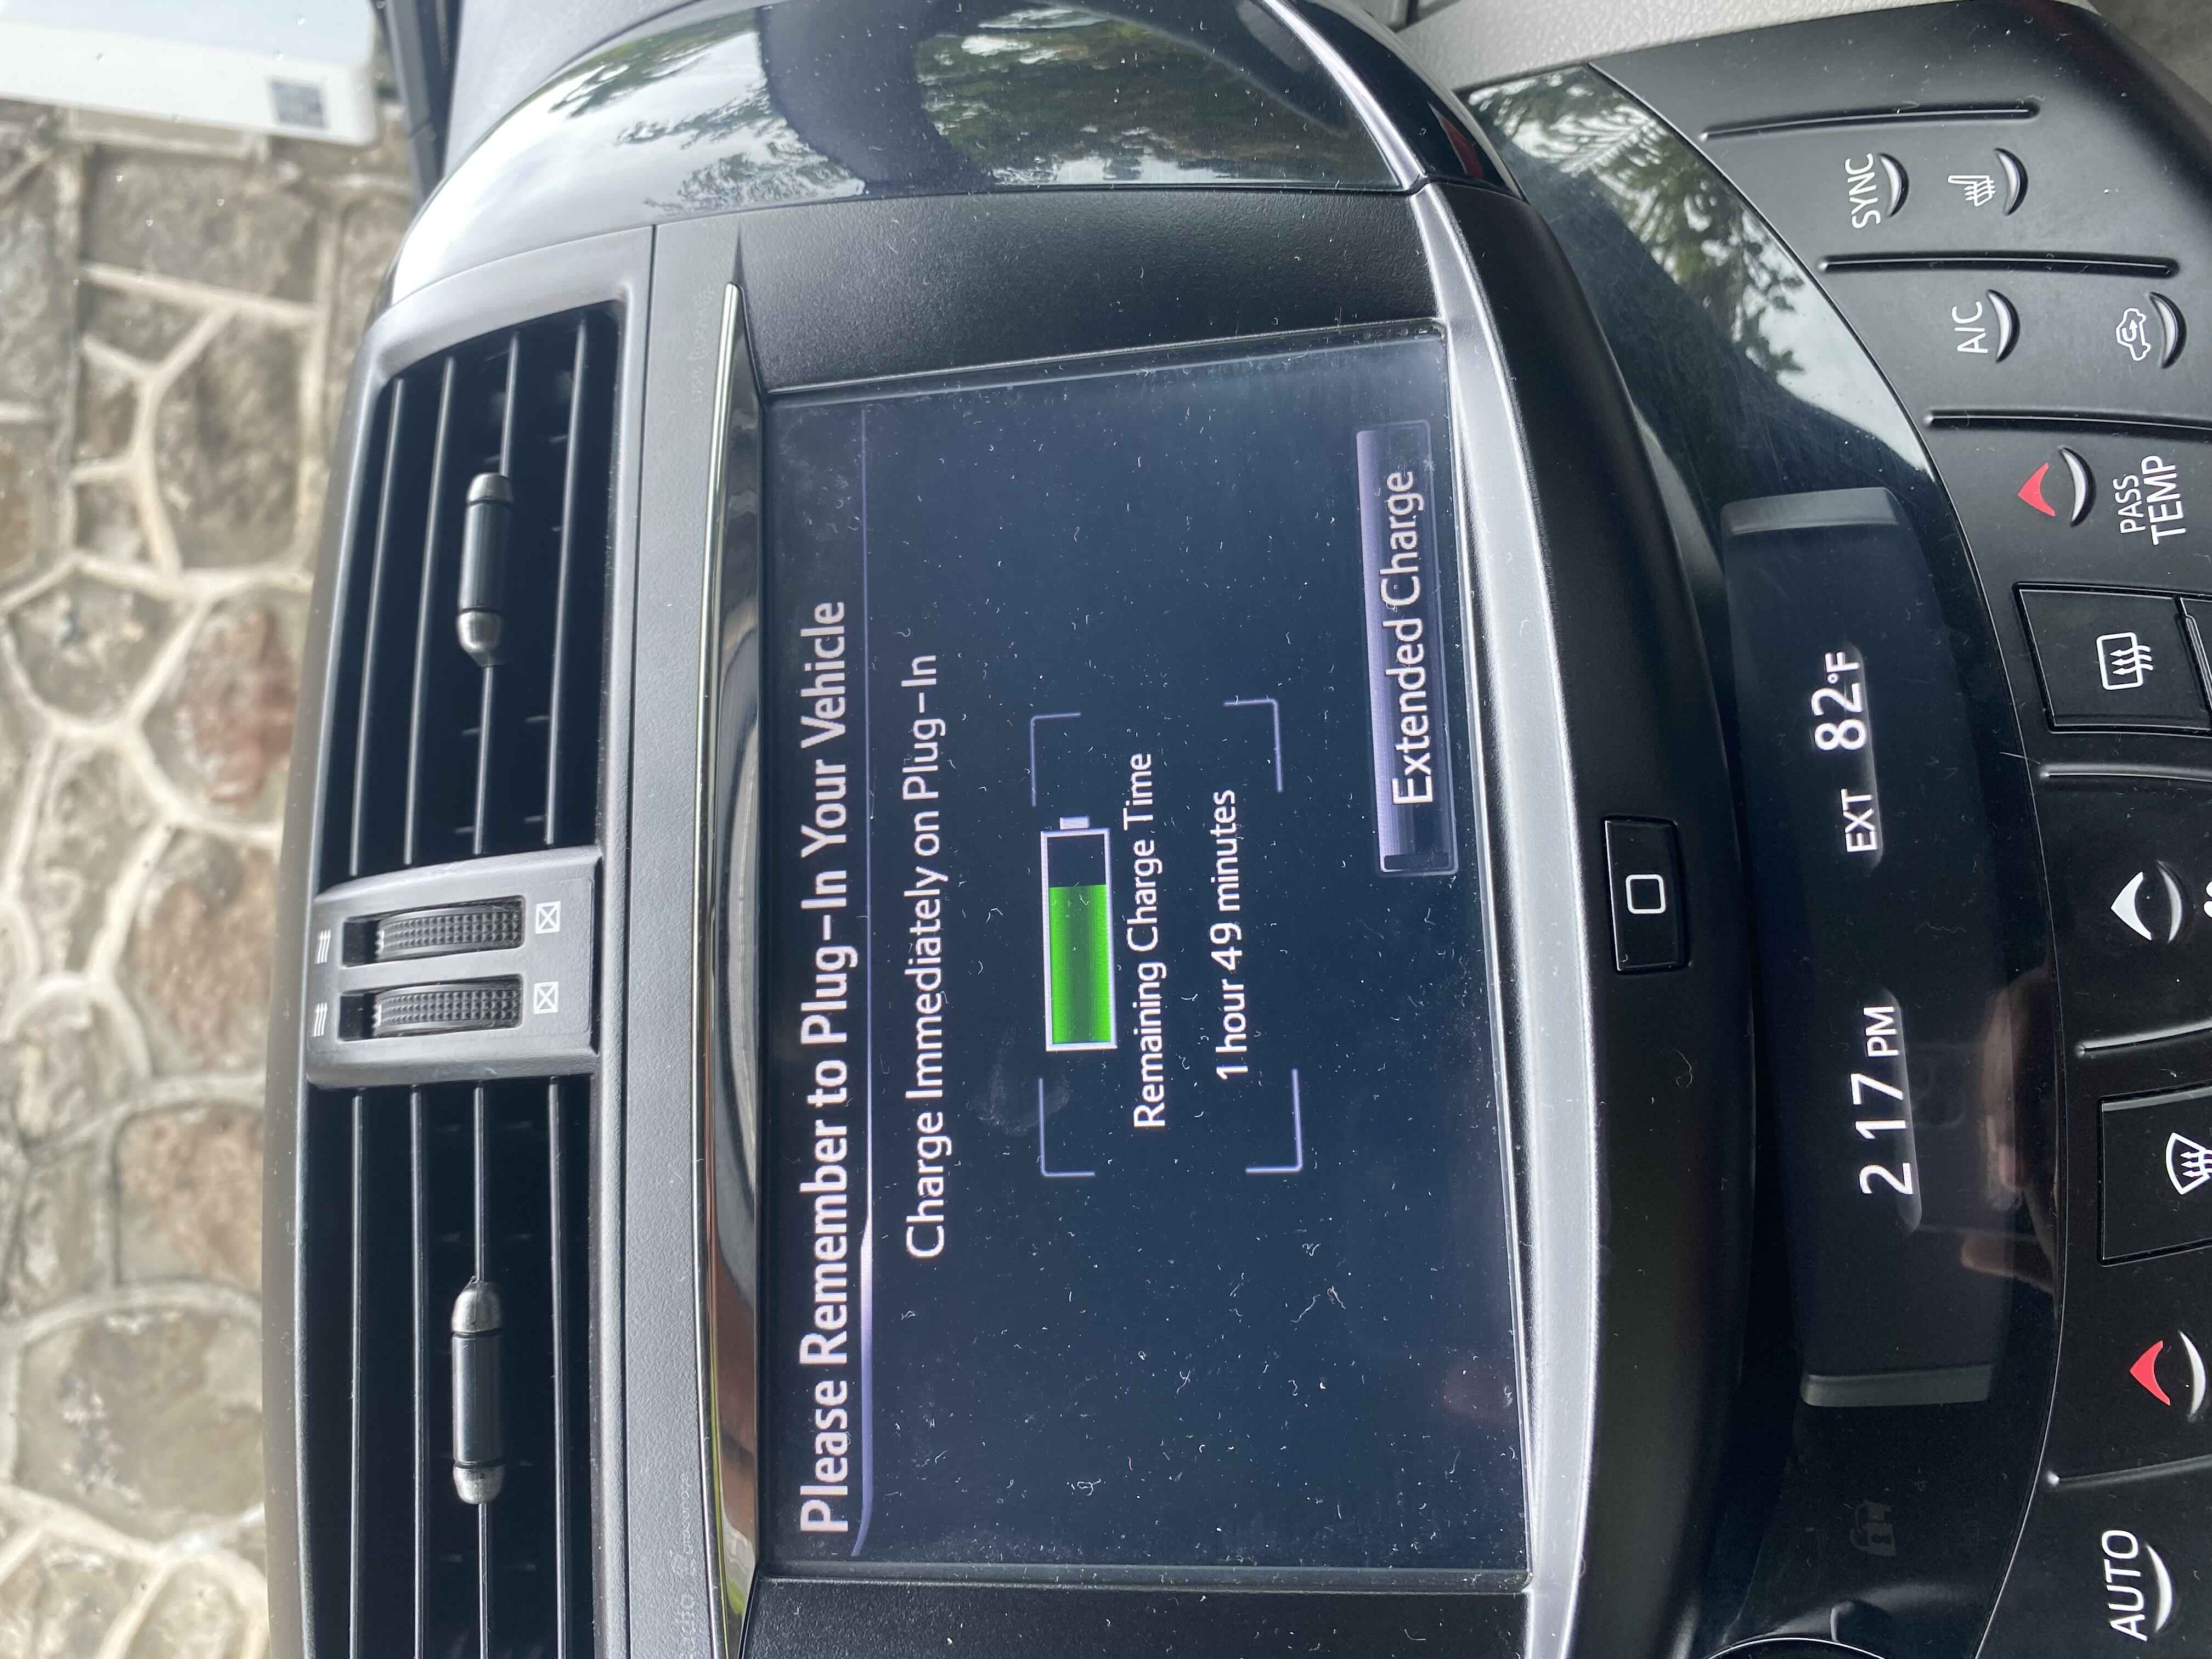 Please Remember to Plug-In Your Vehicle
Charge Immediately on Plug-In
Remaining Charge Time
1 hour 49 minutes
Extended Charge
2 17 PM
EXT 82°F
SYNC
A/C
AUTO
PASS
TEMP